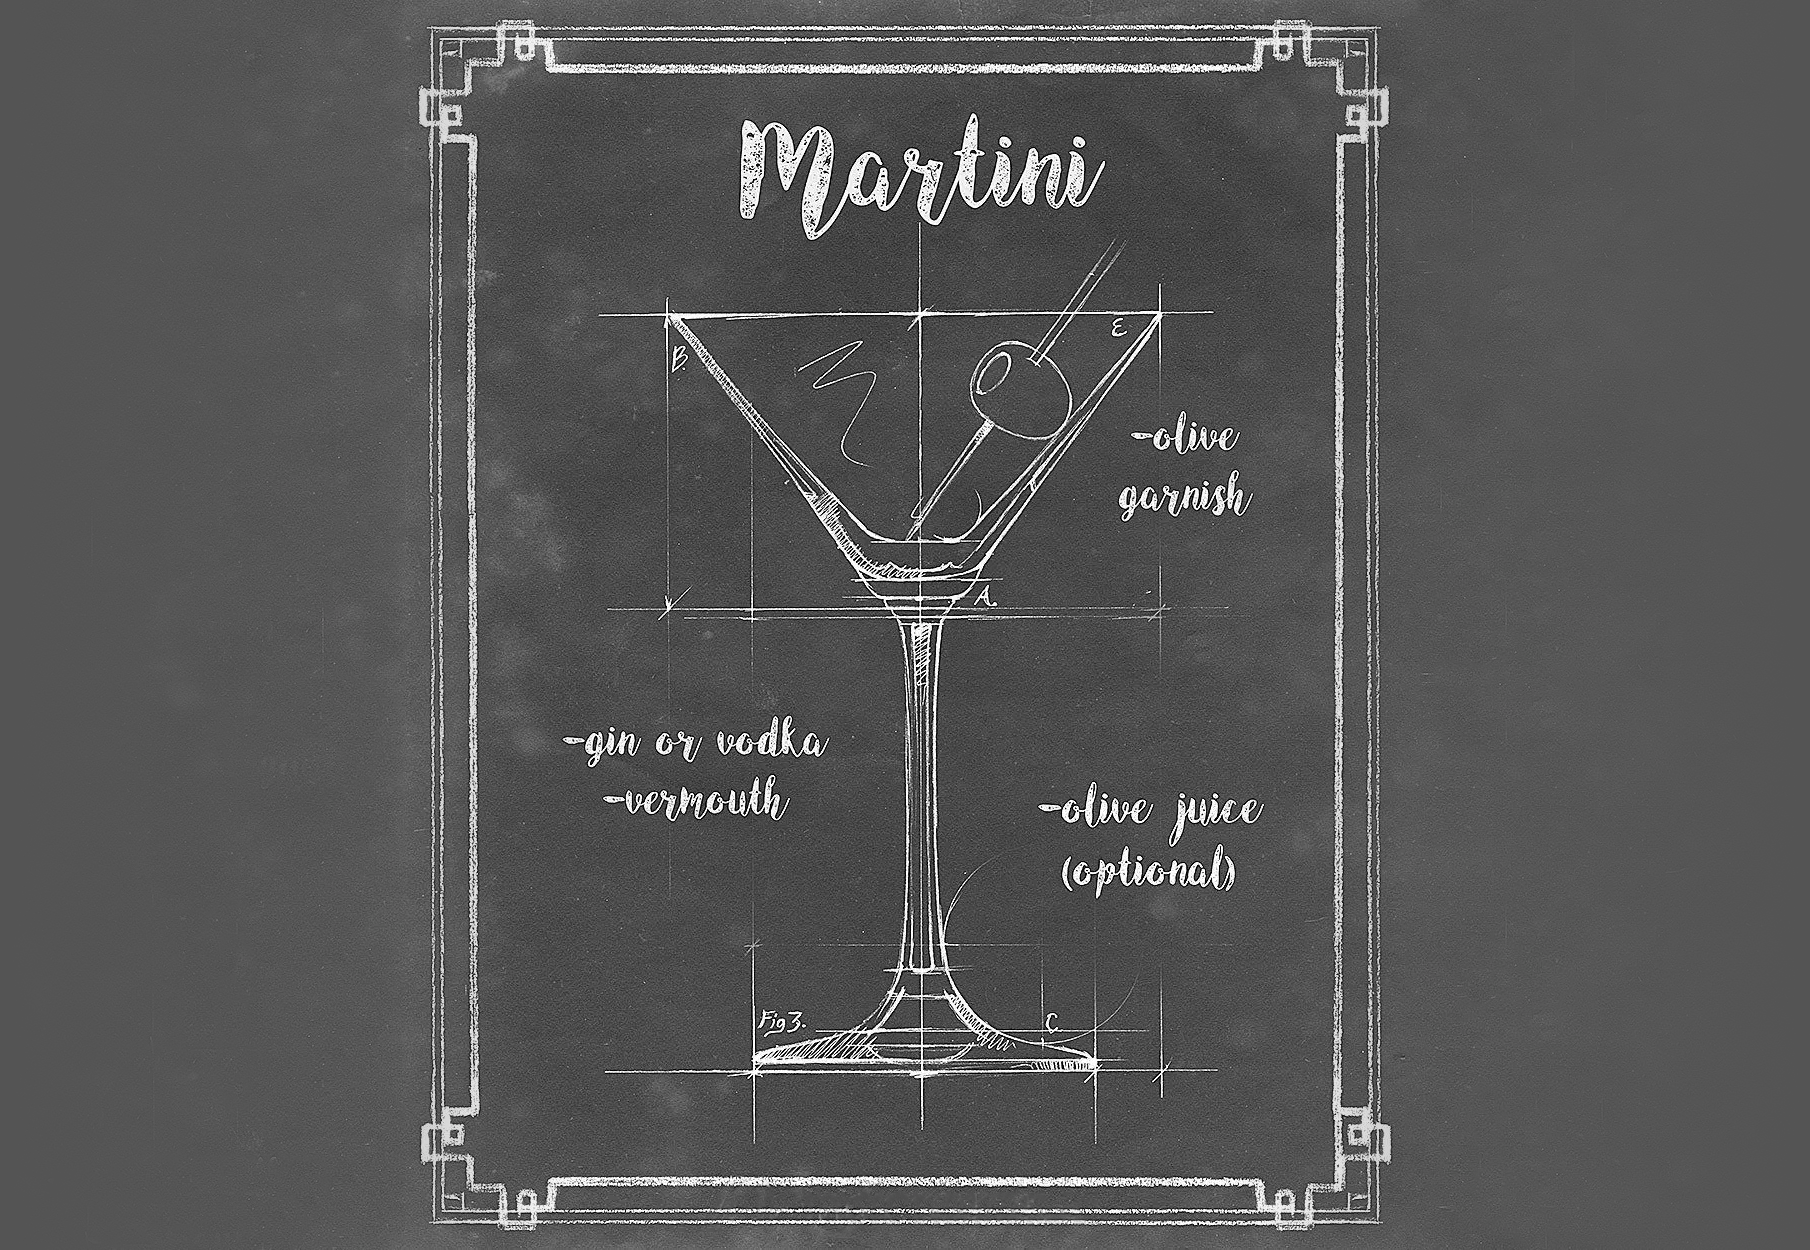 Martini
B.
E
-olive
garnish
A.
-gin or vodka
-vermouth
-olive juice
(optional)
Fig 3.
C